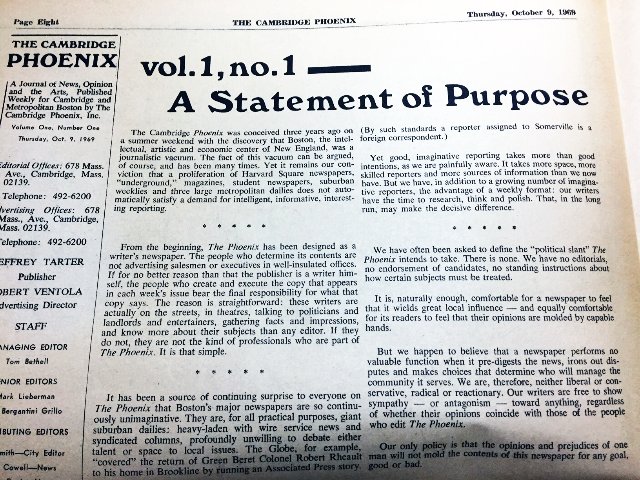 Page Eight
THE CAMBRIDGE PHOENIX
Thursday, October 9, 1969
THE CAMBRIDGE
PHOENIX
A Journal of News, Opinion
and the Arts, Published
Weekly for Cambridge and
Metropolitan Boston by The
Cambridge Phoenix, Inc.
Volume One, Number One
Thursday, Oct. 9, 1969
Editorial Offices: 678 Mass.
Ave., Cambridge, Mass.
02139.
Telephone: 492-6200
dvertising Offices: 678
Mass., Ave., Cambridge,
Mass. 02139.
elephone: 492-6200
EFFREY TARTER
Publisher
OBERT VENTOLA
dvertising Director
STAFF
ANAGING EDITOR
Tom Bethell
NIOR EDITORS
ark Lieberman
Bergantini Grillo
IBUTING EDITORS
Smith—City Editor
Cowell—News
vol.1, no.1 —
A Statement of Purpose
The Cambridge Phoenix was conceived three years ago on
a summer weekend with the discovery that Boston, the intel-
lectual, artistic and economic center of New England, was a
journalistic vacuum. The fact of this vacuum can be argued,
of course, and has been many times. Yet it remains our con-
viction that a proliferation of Harvard Square newspapers,
"underground," magazines, student newspapers, suburban
weeklies and three large metropolitan dailies does not auto-
matically satisfy a demand for intelligent, informative, interest-
ing reporting.
* * * * *
From the beginning, The Phoenix has been designed as a
writer's newspaper. The people who determine its contents are
not advertising salesmen or executives in well-insulated offices.
If for no better reason than that the publisher is a writer him-
self, the people who create and execute the copy that appears
in each week's issue bear the final responsibility for what that
copy says. The reason is straightforward: these writers are
actually on the streets, in theatres, talking to politicians and
landlords and entertainers, gathering facts and impressions,
and know more about their subjects than any editor. If they
do not, they are not the kind of professionals who are part of
The Phoenix. It is that simple.
* * * * *
It has been a source of continuing surprise to everyone on
The Phoenix that Boston's major newspapers are so continu-
ously unimaginative. They are, for all practical purposes, giant
suburban dailies: heavy-laden with wire service news and
syndicated columns, profoundly unwilling to debate either
talent or space to local issues. The Globe, for example,
"covered" the return of Green Beret Colonel Robert Rheault
to his home in Brookline by running an Associated Press story.
(By such standards a reporter assigned to Somerville is a
foreign correspondent.)
Yet good, imaginative reporting takes more than good
intentions, as we are painfully aware. It takes more space, more
skilled reporters and more sources of information than we now
have. But we have, in addition to a growing number of imagina-
tive reporters, the advantage of a weekly format: our writers
have the time to research, think and polish. That, in the long
run, may make the decisive difference.
* * * * *
We have often been asked to define the "political slant" The
Phoenix intends to take. There is none. We have no editorials,
no endorsement of candidates, no standing instructions about
how certain subjects must be treated.
It is, naturally enough, comfortable for a newspaper to feel
that it wields great local influence — and equally comfortable
for its readers to feel that their opinions are molded by capable
hands.
But we happen to believe that a newspaper performs no
valuable function when it pre-digests the news, irons out dis-
putes and makes choices that determine who will manage the
community it serves. We are, therefore, neither liberal or con-
servative, radical or reactionary. Our writers are free to show
sympathy — or antagonism — toward anything, regardless
of whether their opinions coincide with those of the people
who edit The Phoenix.
Our only policy is that the opinions and prejudices of one
man will not mold the contents of this newspaper for any goal,
good or bad.